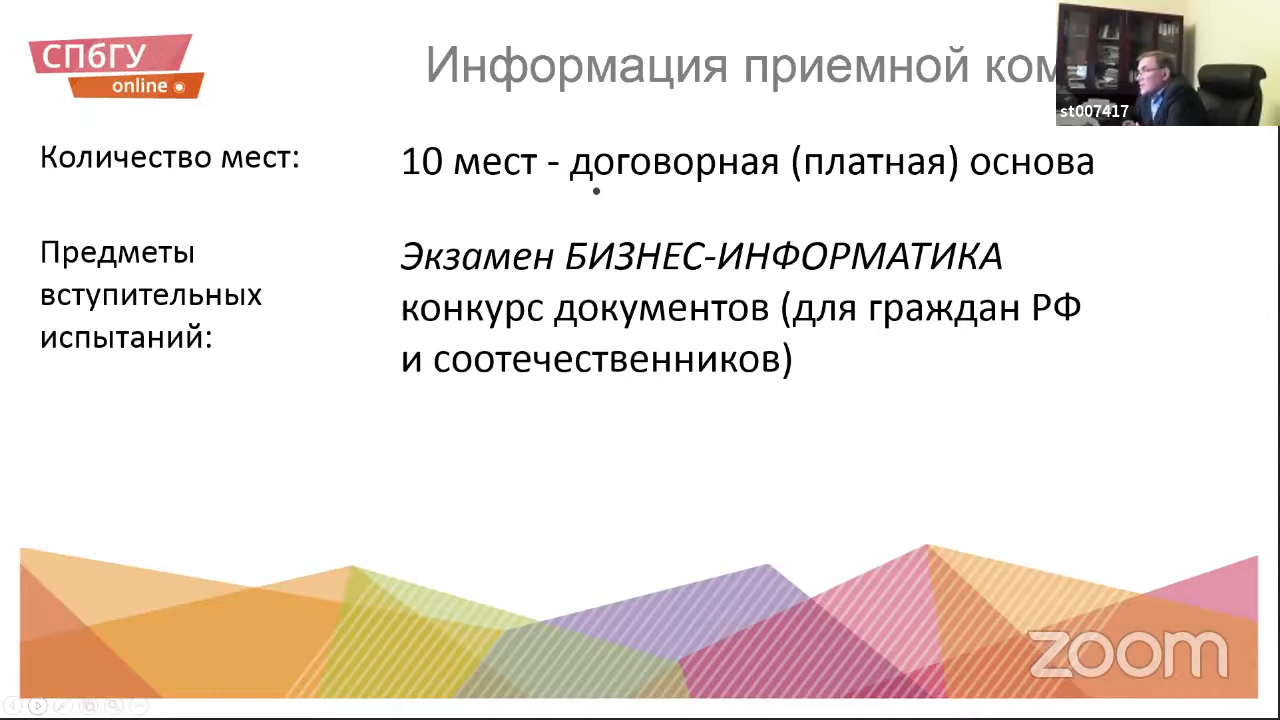 СПбГУ
online
Информация приемной ком
st007417
Количество мест:
10 мест - договорная (платная) основа
Предметы
вступительных
испытаний:
Экзамен БИЗНЕС-ИНФОРМАТИКА
конкурс документов (для граждан РФ
и соотечественников)
zoom